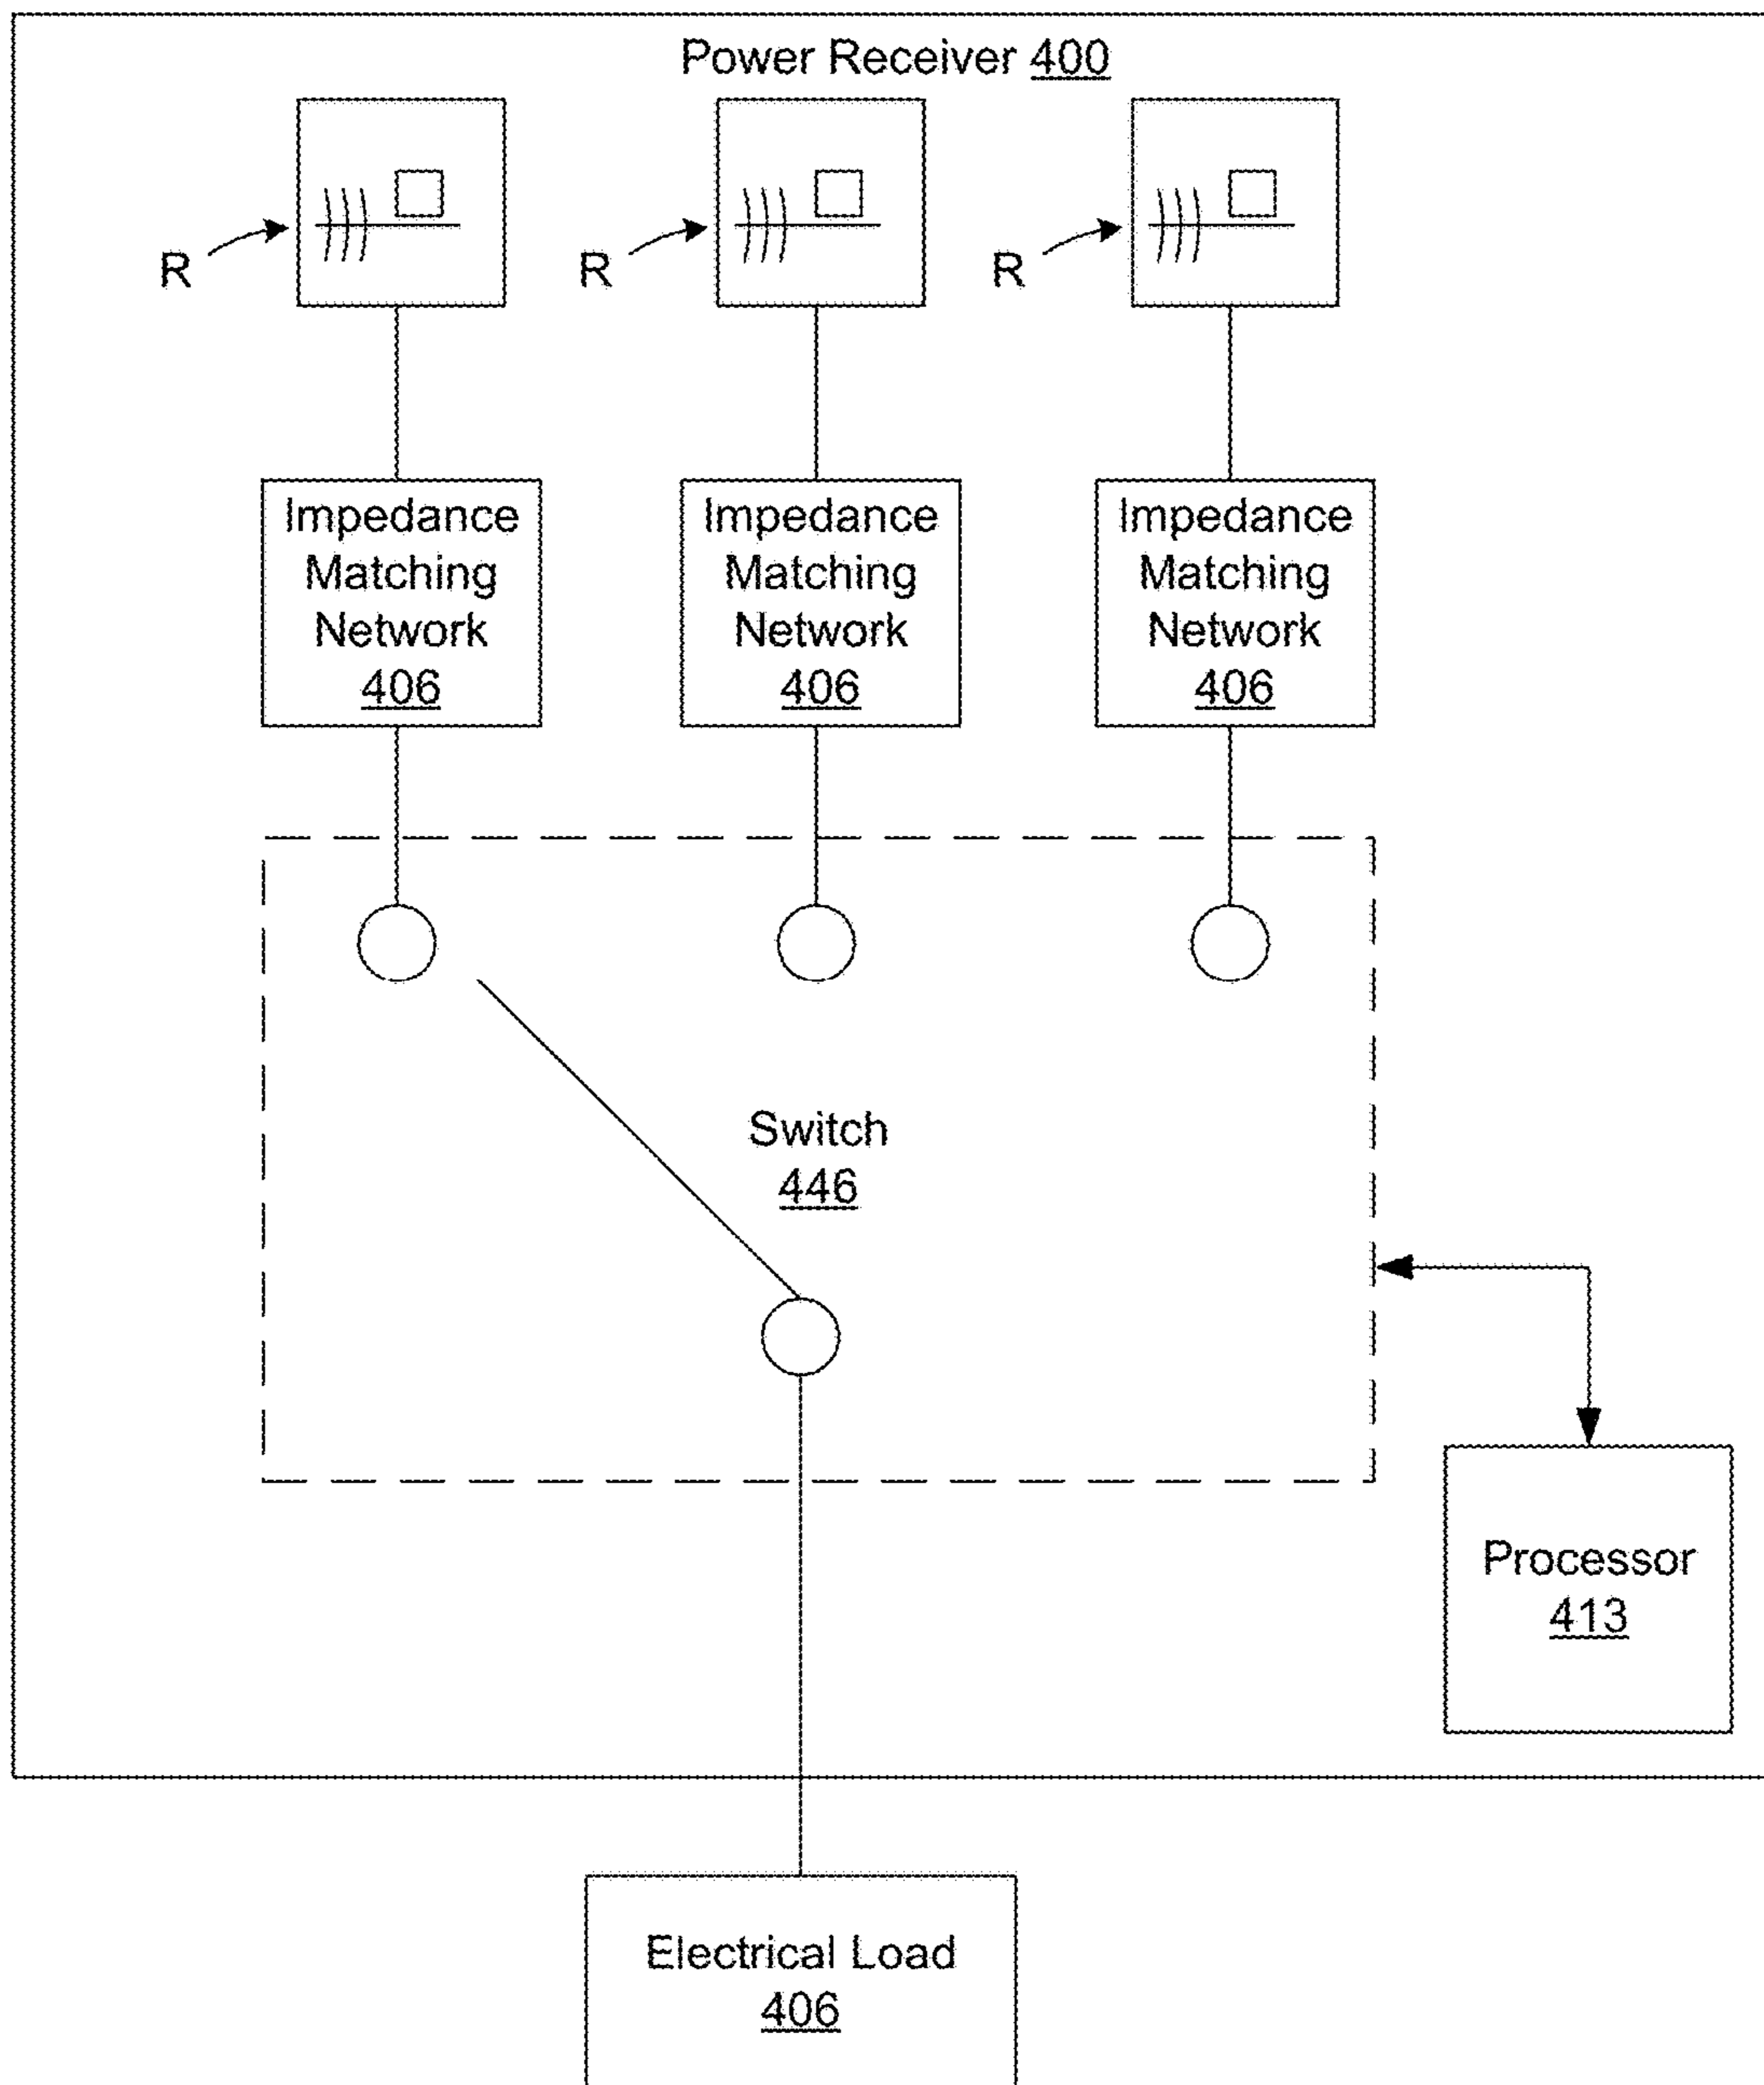 Power Receiver 400
R
R
R
Impedance
Matching
Network
406
Impedance
Matching
Network
406
Impedance
Matching
Network
406
Switch
446
Processor
413
Electrical Load
406